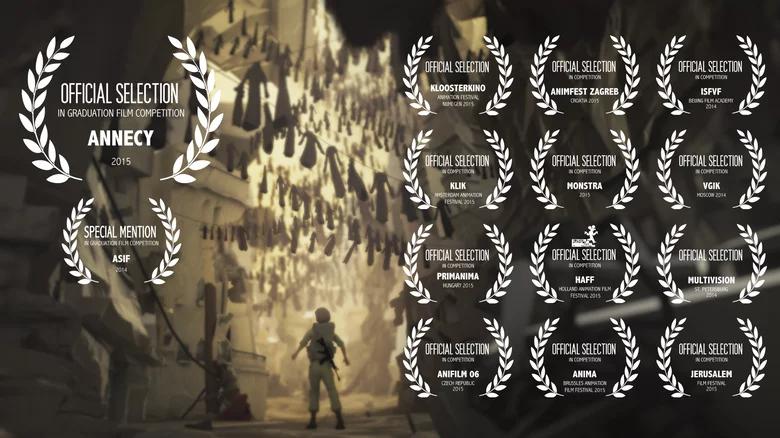 OFFICIAL SELECTION
IN GRADUATION FILM COMPETITION
ANNECY
2015
SPECIAL MENTION
IN GRADUATION FILM COMPETITION
ASIF
2014
OFFICIAL SELECTION
KLOOSTERKINO
ANIMATION FESTIVAL
NIJMEGEN 2015
OFFICIAL SELECTION
IN COMPETITION
ANIMFEST ZAGREB
CROATIA 2015
OFFICIAL SELECTION
IN COMPETITION
ISFVF
BEIJING FILM ACADEMY
2014
OFFICIAL SELECTION
IN COMPETITION
KLIK
AMSTERDAM ANIMATION
FESTIVAL 2015
OFFICIAL SELECTION
IN COMPETITION
MONSTRA
2015
OFFICIAL SELECTION
IN COMPETITION
VGIK
MOSCOW 2014
OFFICIAL SELECTION
IN COMPETITION
PRIMANIMA
HUNGARY 2015
OFFICIAL SELECTION
IN COMPETITION
HAFF
HOLLAND ANIMATION FILM
FESTIVAL 2015
OFFICIAL SELECTION
IN COMPETITION
MULTIVISION
ST. PETERSBURG
2014
OFFICIAL SELECTION
IN COMPETITION
ANIFILM 06
CZECH REPUBLIC
2015
OFFICIAL SELECTION
IN COMPETITION
ANIMA
BRUSSLES ANIMATION
FILM FESTIVAL 2015
OFFICIAL SELECTION
IN COMPETITION
JERUSALEM
FILM FESTIVAL
2015